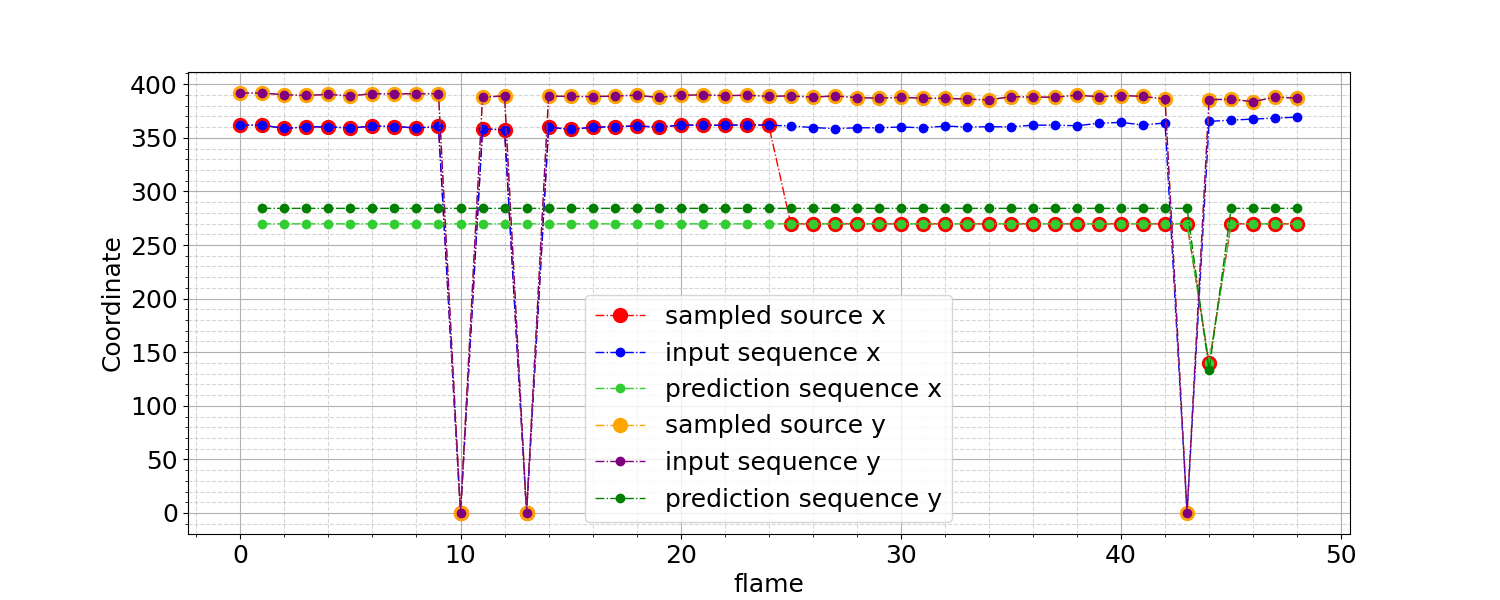 400
350
300
250
200
150
100
50
0
Coordinate
sampled source x
input sequence x
prediction sequence x
sampled source y
input sequence y
prediction sequence y
0 10 20 30 40 50
flame